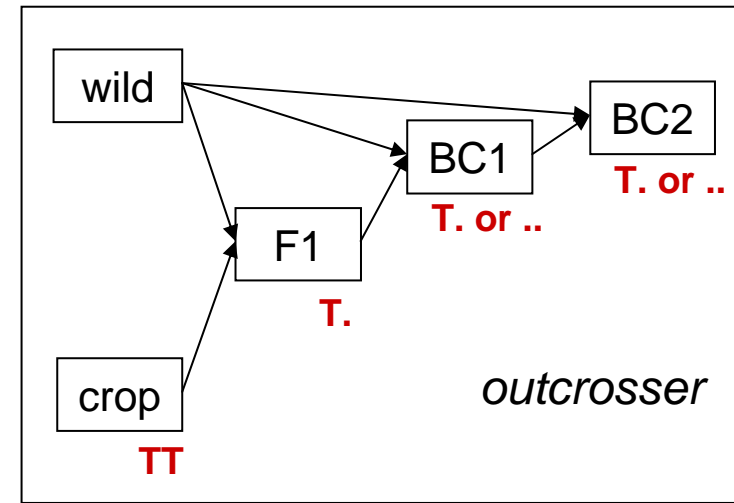 wild
BC2
T. or ..
BC1
T. or ..
F1
T.
crop
TT
outcrosser